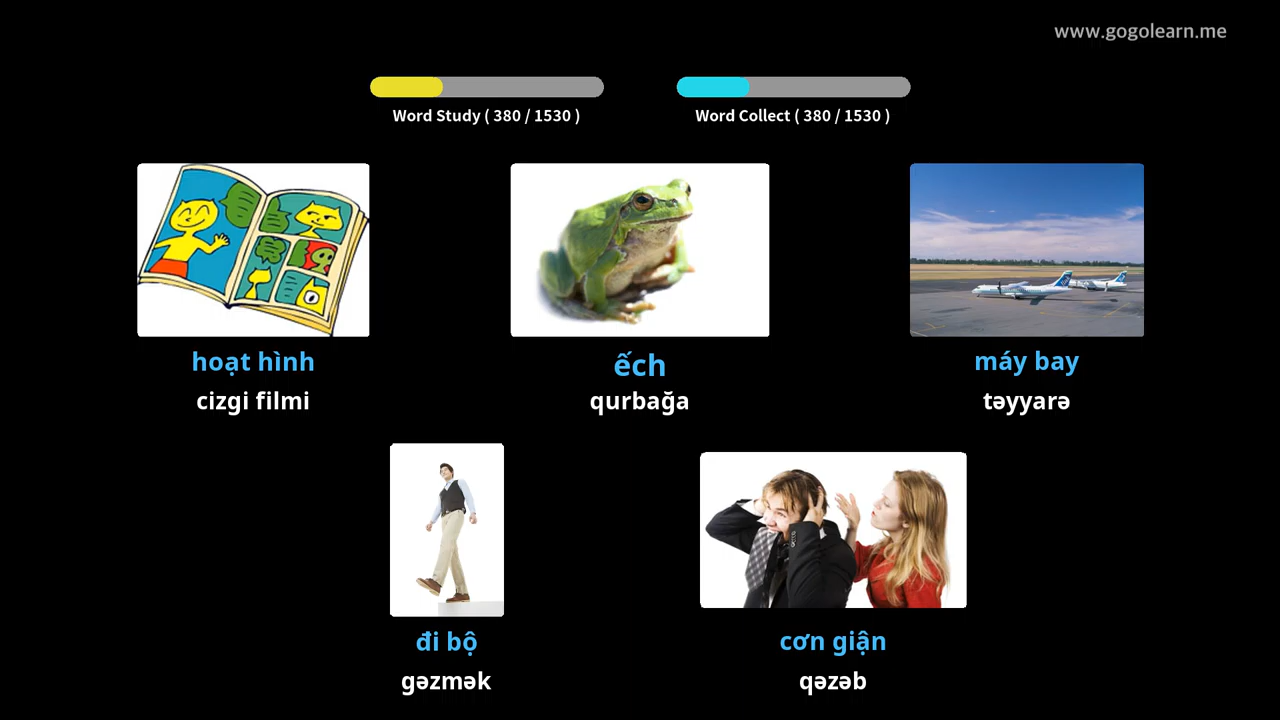 www.gogolearn.me
Word Study ( 380 / 1530 )
Word Collect ( 380 / 1530 )
hoạt hình
cizgi filmi
ếch
qurbağa
máy bay
təyyarə
đi bộ
gəzmək
cơn giận
qəzəb